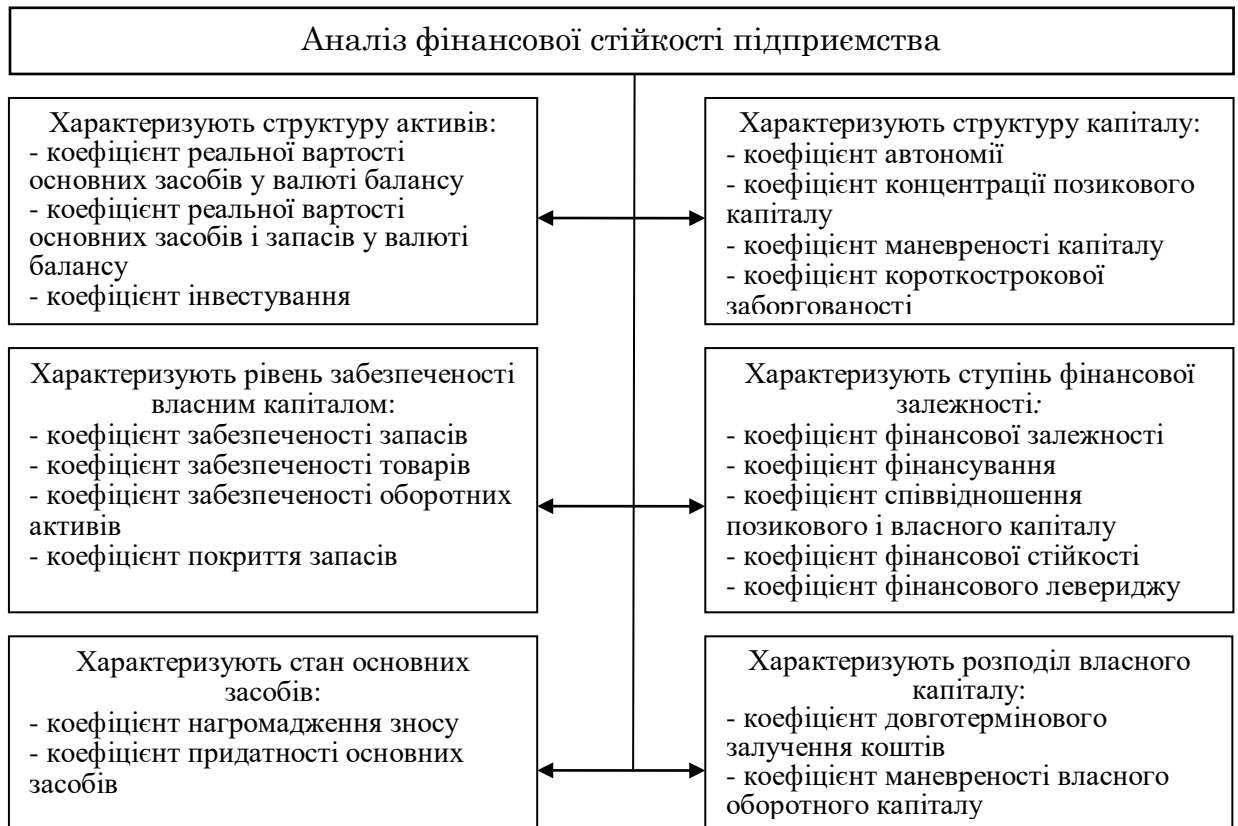 Аналіз фінансової стійкості підприємства
Характеризують структуру активів:
- коефіцієнт реальної вартості
основних засобів у валюті балансу
- коефіцієнт реальної вартості
основних засобів і запасів у валюті
балансу
- коефіцієнт інвестування
Характеризують структуру капіталу:
- коефіцієнт автономії
- коефіцієнт концентрації позикового
капіталу
- коефіцієнт маневреності капіталу
- коефіцієнт короткострокової
заборгованості
Характеризують рівень забезпеченості
власним капіталом:
- коефіцієнт забезпеченості запасів
- коефіцієнт забезпеченості товарів
- коефіцієнт забезпеченості оборотних
активів
- коефіцієнт покриття запасів
Характеризують ступінь фінансової
залежності:
- коефіцієнт фінансової залежності
- коефіцієнт фінансування
- коефіцієнт співвідношення
позикового і власного капіталу
- коефіцієнт фінансової стійкості
- коефіцієнт фінансового левериджу
Характеризують стан основних
засобів:
- коефіцієнт нагромадження зносу
- коефіцієнт придатності основних
засобів
Характеризують розподіл власного
капіталу:
- коефіцієнт довготермінового
залучення коштів
- коефіцієнт маневреності власного
оборотного капіталу